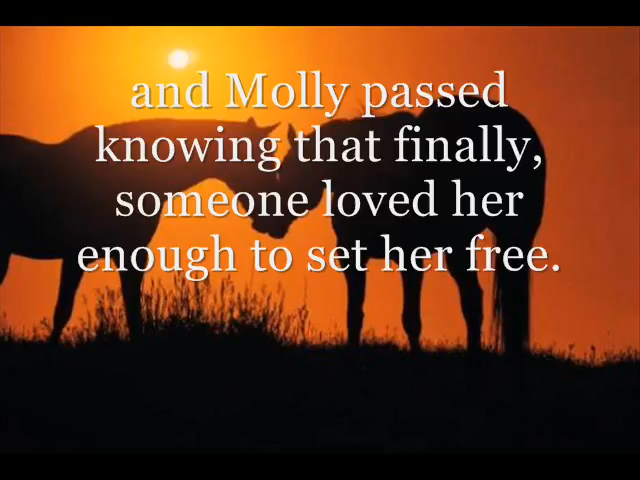 and Molly passed
knowing that finally,
someone loved her
enough to set her free.